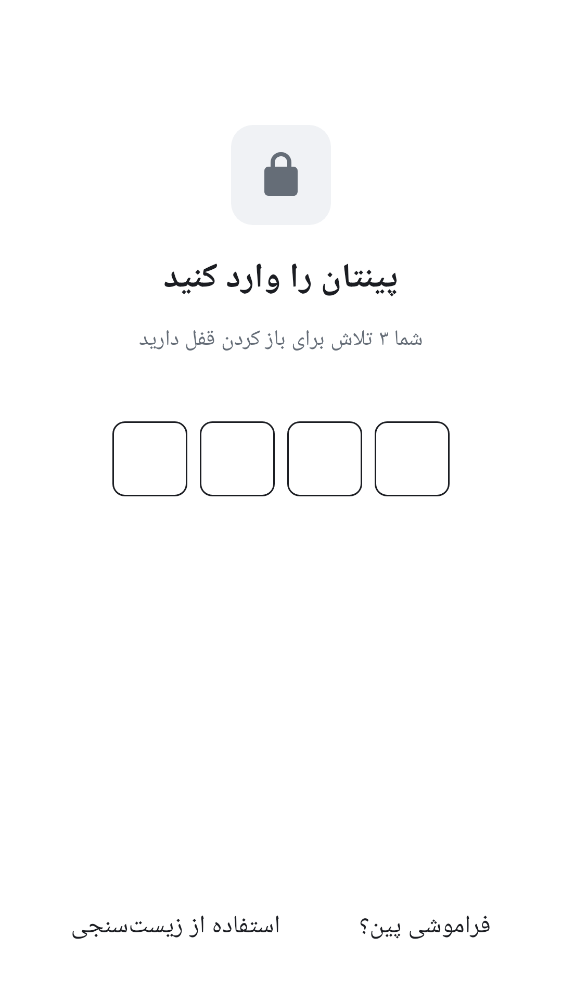 پینتان را وارد کنید
شما ۳ تلاش برای باز کردن قفل دارید
فراموشی پین؟
استفاده از زیست‌سنجی